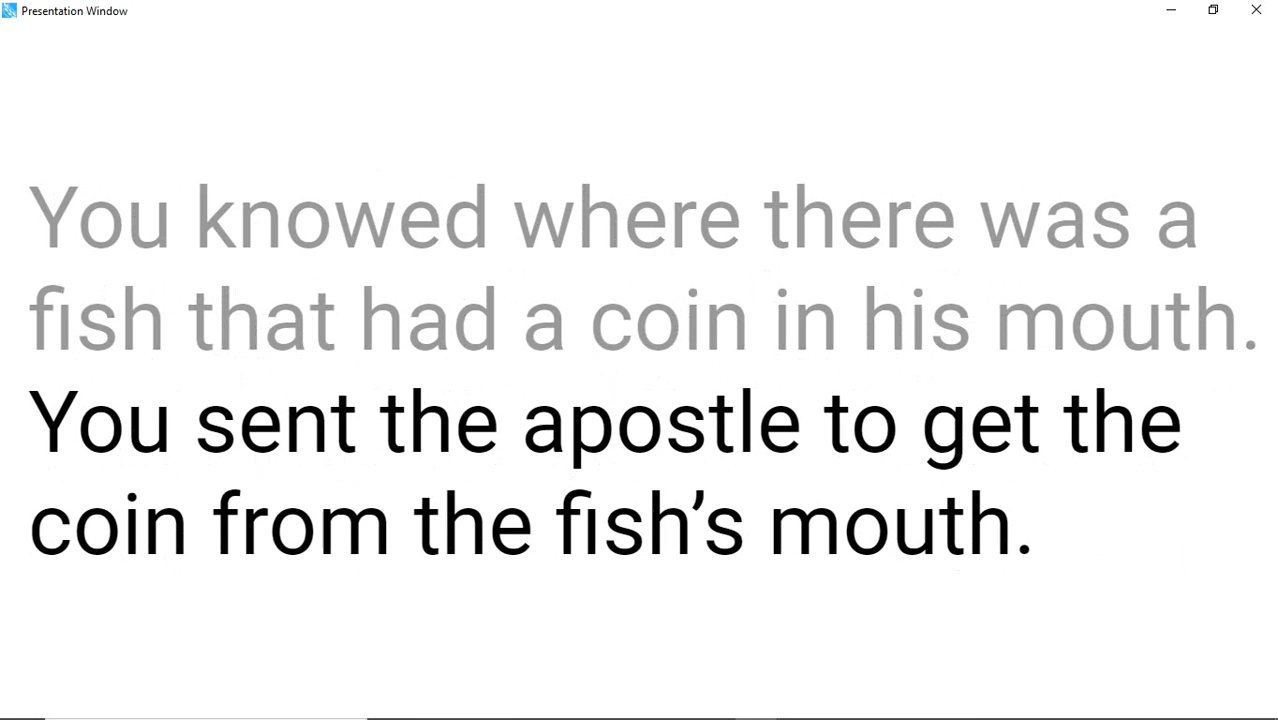 Presentation Window
You knowed where there was a
fish that had a coin in his mouth.
You sent the apostle to get the
coin from the fish’s mouth.